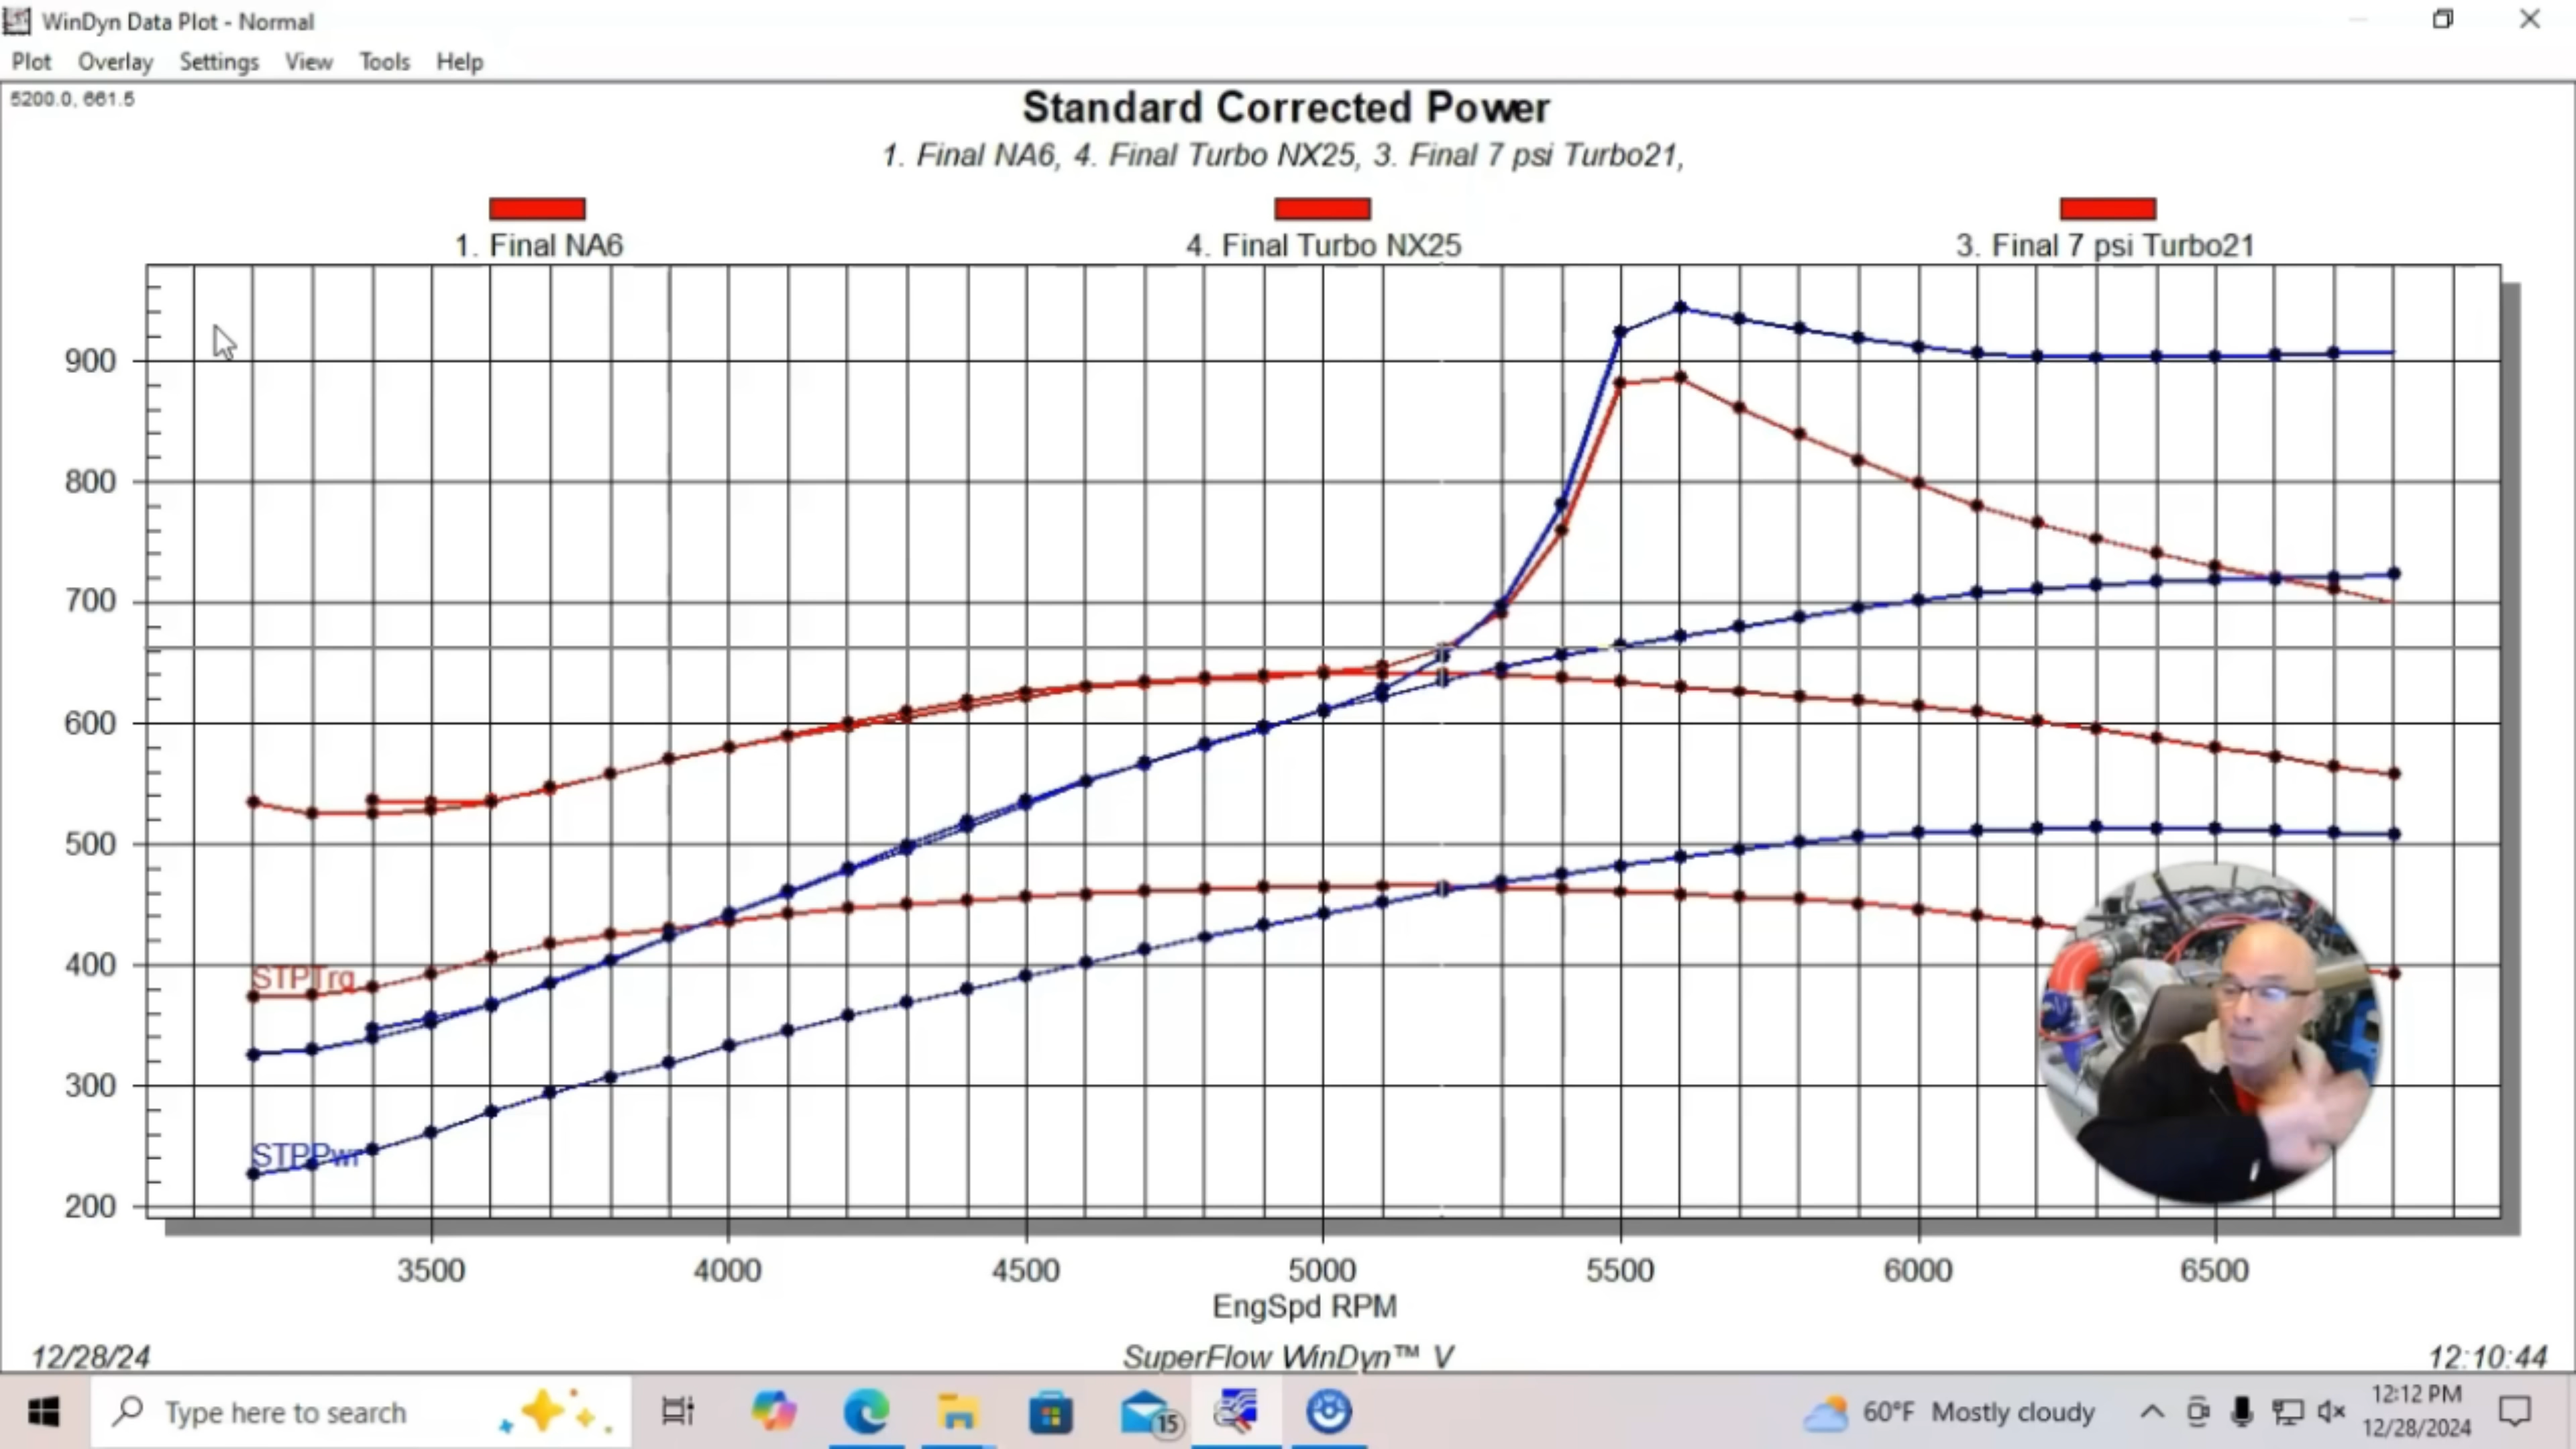 WinDyn Data Plot - Normal
Plot Overlay Settings View Tools Help
5200.0, 661.5
Standard Corrected Power
1. Final NA6, 4. Final Turbo NX25, 3. Final 7 psi Turbo21,
1. Final NA6
4. Final Turbo NX25
3. Final 7 psi Turbo21
900
800
700
600
500
400
300
200
STPTrq
STPPwr
3500 4000 4500 5000 5500 6000 6500
EngSpd RPM
12/28/24
SuperFlow WinDyn™ V
12:10:44
Type here to search
15
60°F Mostly cloudy
12:12 PM
12/28/2024